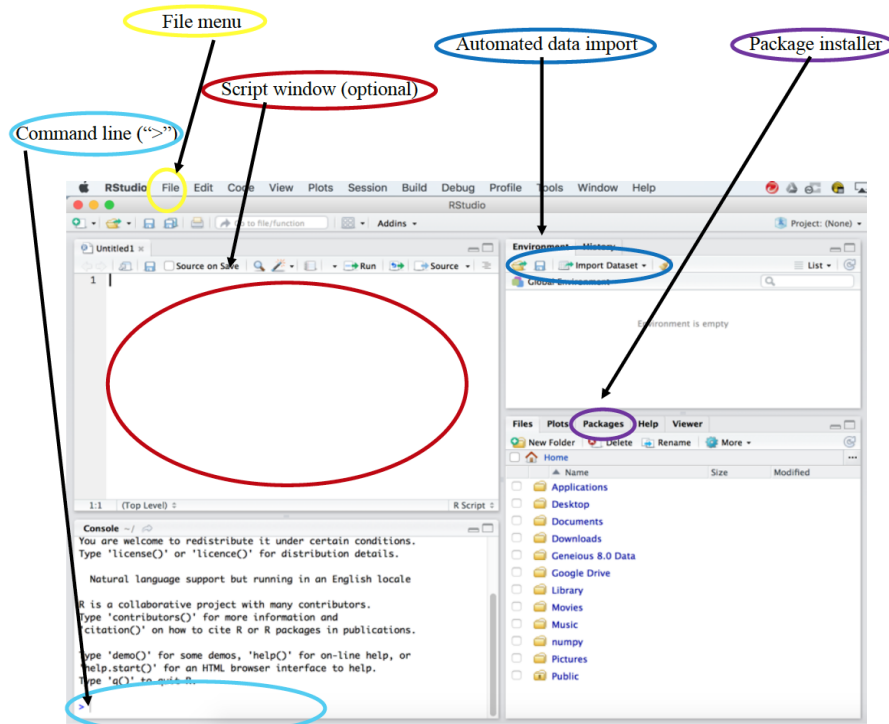 File menu
Automated data import
Package installer
Script window (optional)
Command line (“>”)
RStudio File Edit Code View Plots Session Build Debug Profile Tools Window Help
RStudio
Go to file/function Addins Project: (None)
Untitled1
Source on Save Run Source
1
1:1 (Top Level) R Script
Console ~/
You are welcome to redistribute it under certain conditions.
Type 'license()' or 'licence()' for distribution details.
Natural language support but running in an English locale
R is a collaborative project with many contributors.
Type 'contributors()' for more information and
'citation()' on how to cite R or R packages in publications.
Type 'demo()' for some demos, 'help()' for on-line help, or
'help.start()' for an HTML browser interface to help.
Type 'q()' to quit R.
>
Environment History
Import Dataset List
Global Environment
Environment is empty
Files Plots Packages Help Viewer
New Folder Delete Rename More
Home
Name Size Modified
Applications
Desktop
Documents
Downloads
Geneious 8.0 Data
Google Drive
Library
Movies
Music
numpy
Pictures
Public